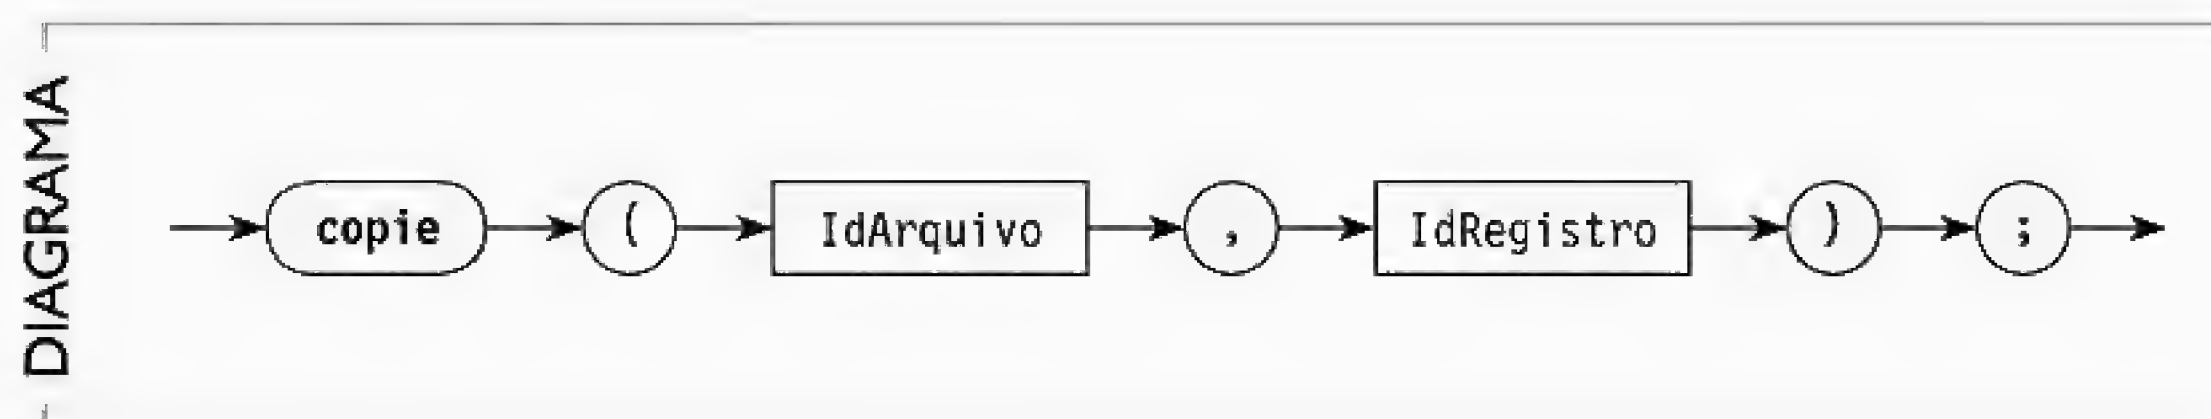 DIAGRAMA
copie ( IdArquivo , IdRegistro ) ;